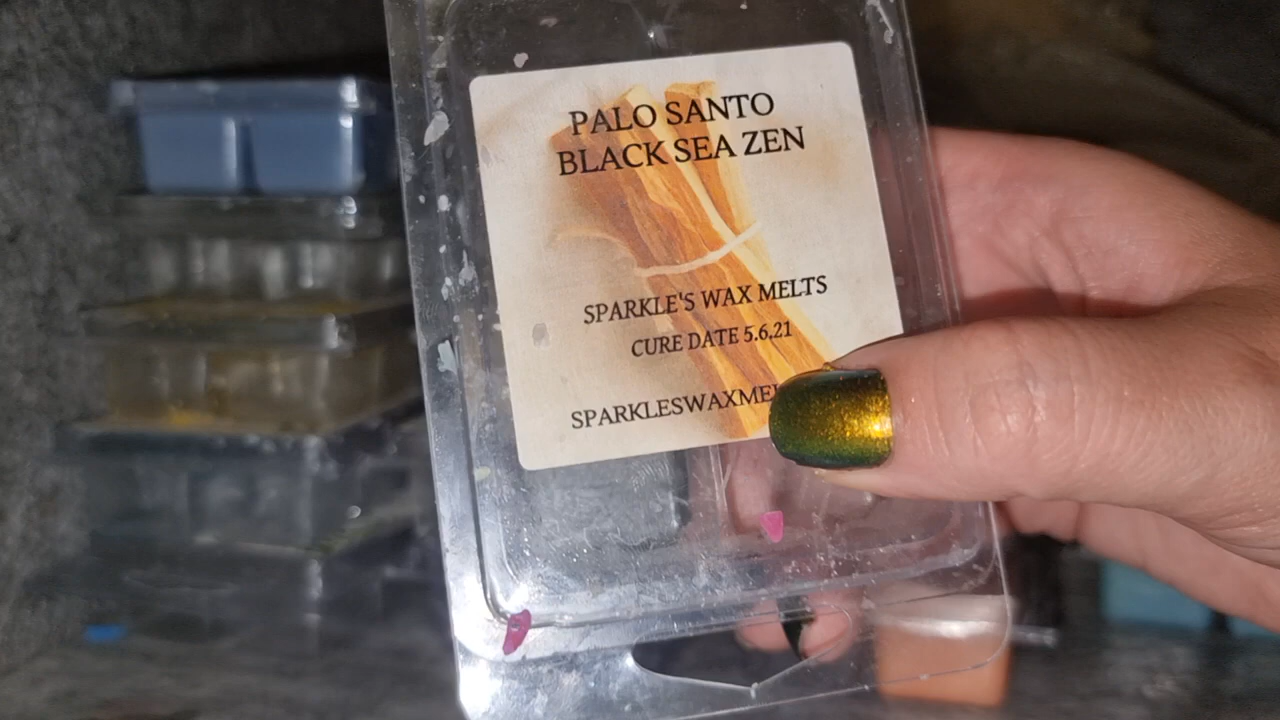 PALO SANTO
BLACK SEA ZEN
SPARKLE'S WAX MELTS
CURE DATE 5.6.21